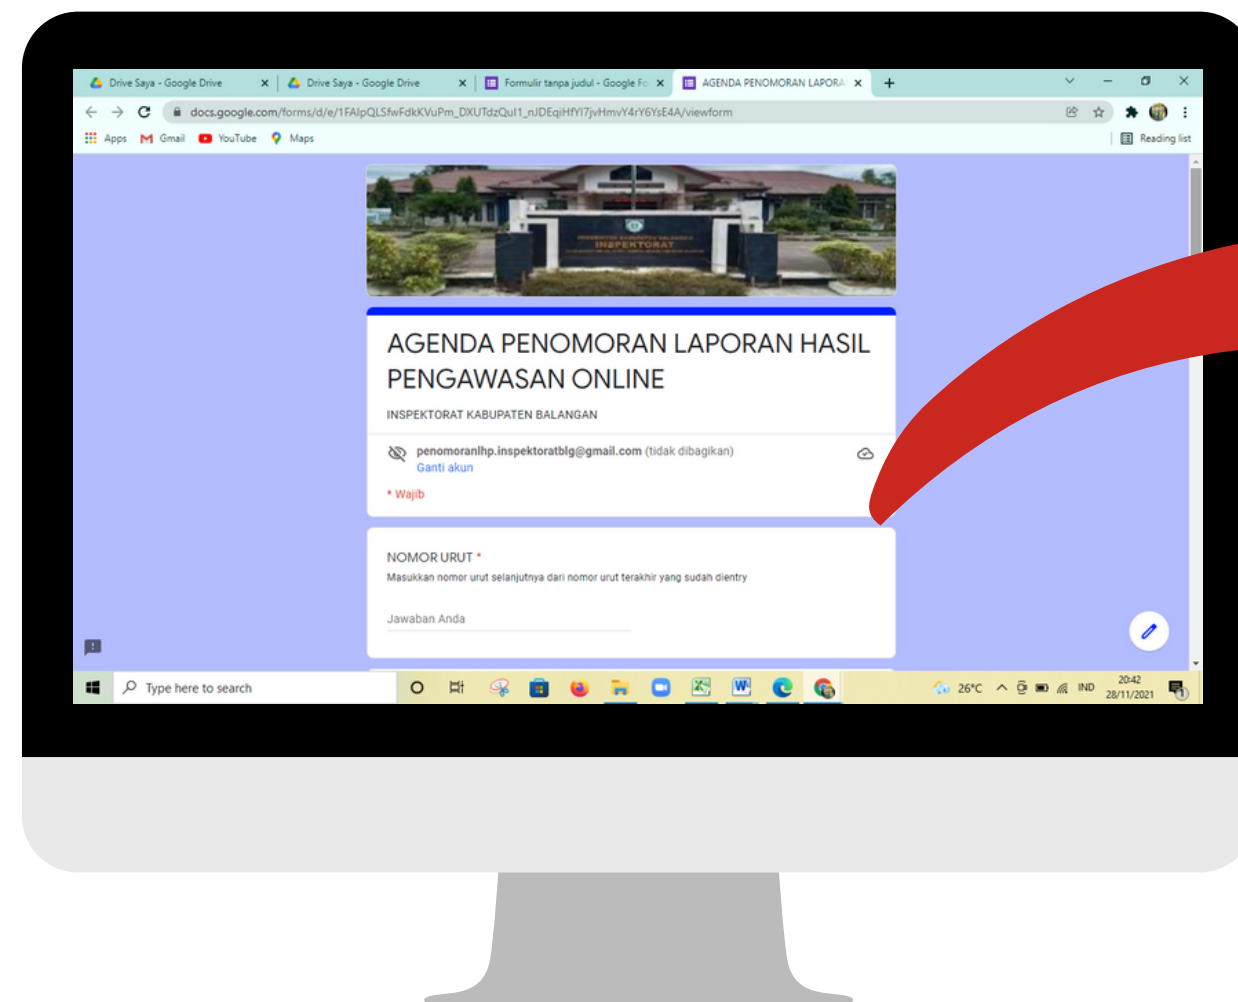 Drive Saya - Google Drive
Drive Saya - Google Drive
Formulir tanpa judul - Google Fo
AGENDA PENOMORAN LAPORA
docs.google.com/forms/d/e/1FAIpQLSfwFdkKVuPm_DXUTdzQuI1_nJDEqiHfYI7jvHmvY4rY6YsE4A/viewform
Apps
Gmail
YouTube
Maps
Reading list
INSPEKTORAT
AGENDA PENOMORAN LAPORAN HASIL
PENGAWASAN ONLINE
INSPEKTORAT KABUPATEN BALANGAN
penomoranlhp.inspektoratblg@gmail.com (tidak dibagikan)
Ganti akun
* Wajib
NOMOR URUT *
Masukkan nomor urut selanjutnya dari nomor urut terakhir yang sudah dientry
Jawaban Anda
Type here to search
26°C
IND
20:42
28/11/2021
1